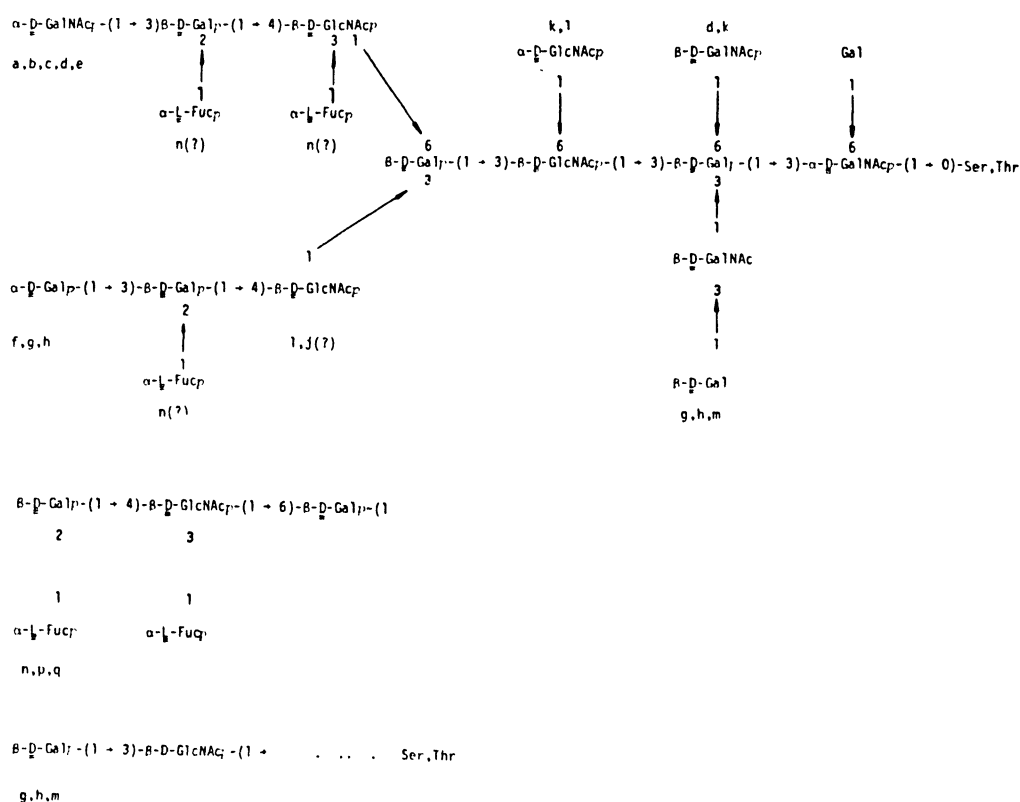 k,l d,k
α-D-GalNAcp-(1 → 3)β-D-Galp-(1 → 4)-β-D-GlcNAcp
2 3 1
α-D-GlcNAcp β-D-GalNAcp Gal
a,b,c,d,e
1 1 1
1 1
α-L-Fucp α-L-Fucp
n(?) n(?)
6 6 6 6
β-D-Galp-(1 → 3)-β-D-GlcNAcp-(1 → 3)-β-D-Galp-(1 → 3)-α-D-GalNAcp-(1 → 0)-Ser,Thr
3 3
1
1
β-D-GalNAc
α-D-Galp-(1 → 3)-β-D-Galp-(1 → 4)-β-D-GlcNAcp
3
2
f,g,h l,j(?)
1
1
α-L-Fucp β-D-Gal
n(?) g,h,m
β-D-Galp-(1 → 4)-β-D-GlcNAcp-(1 → 6)-β-D-Galp-(1
2 3
1 1
α-L-Fucp α-L-Fucp
n,p,q
β-D-Galp-(1 → 3)-β-D-GlcNAcp-(1 → . .. . Ser,Thr
g,h,m